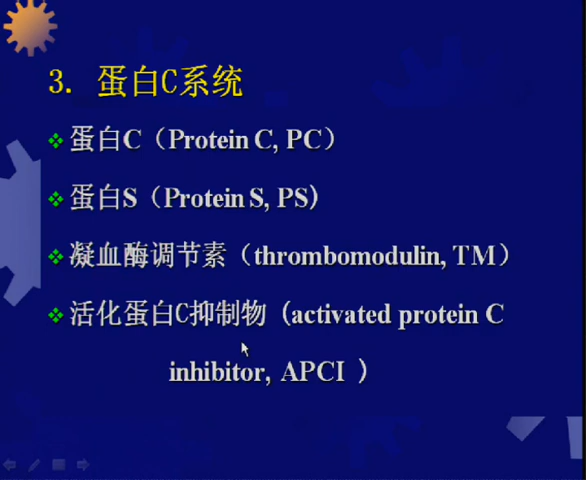 3. 蛋白C系统
蛋白C（Protein C, PC）
蛋白S（Protein S, PS)
凝血酶调节素（thrombomodulin, TM）
活化蛋白C抑制物（activated protein C
inhibitor, APCI ）